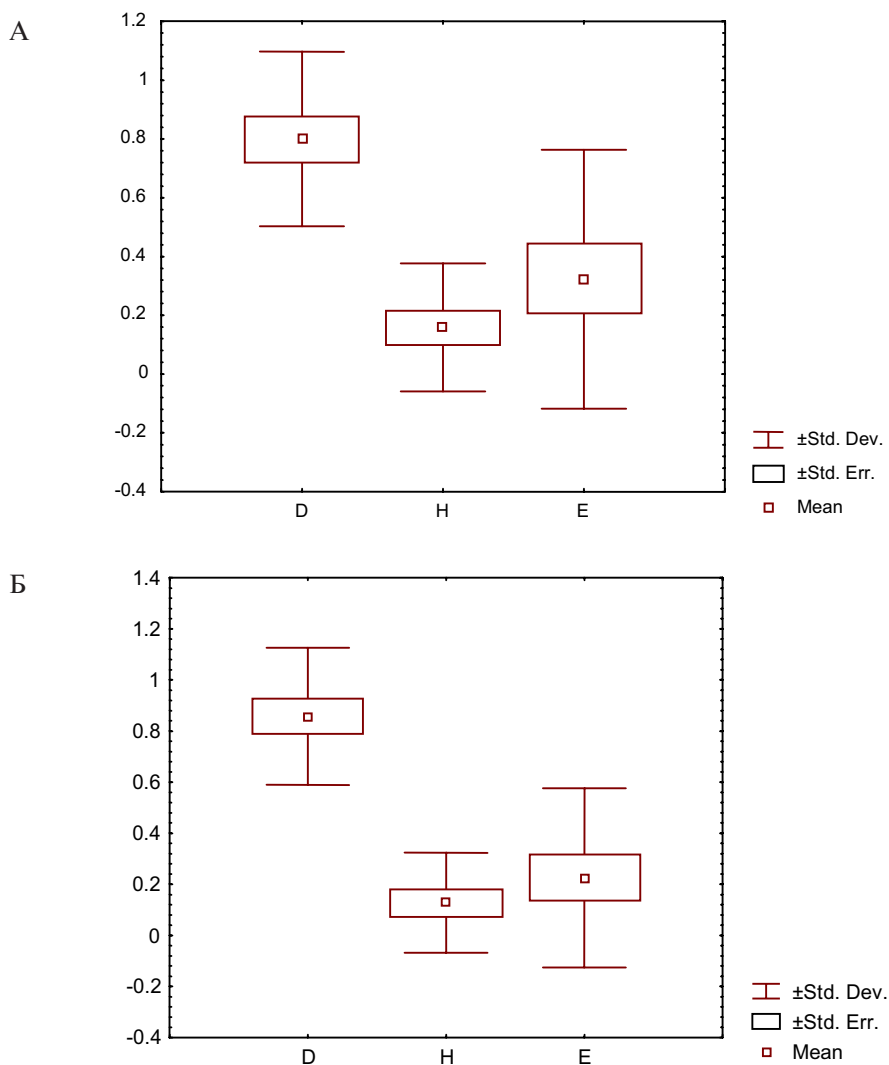 А
1.2
1
0.8
0.6
0.4
0.2
0
-0.2
-0.4
D H E
±Std. Dev.
±Std. Err.
Mean
Б
1.4
1.2
1
0.8
0.6
0.4
0.2
0
-0.2
-0.4
D H E
±Std. Dev.
±Std. Err.
Mean